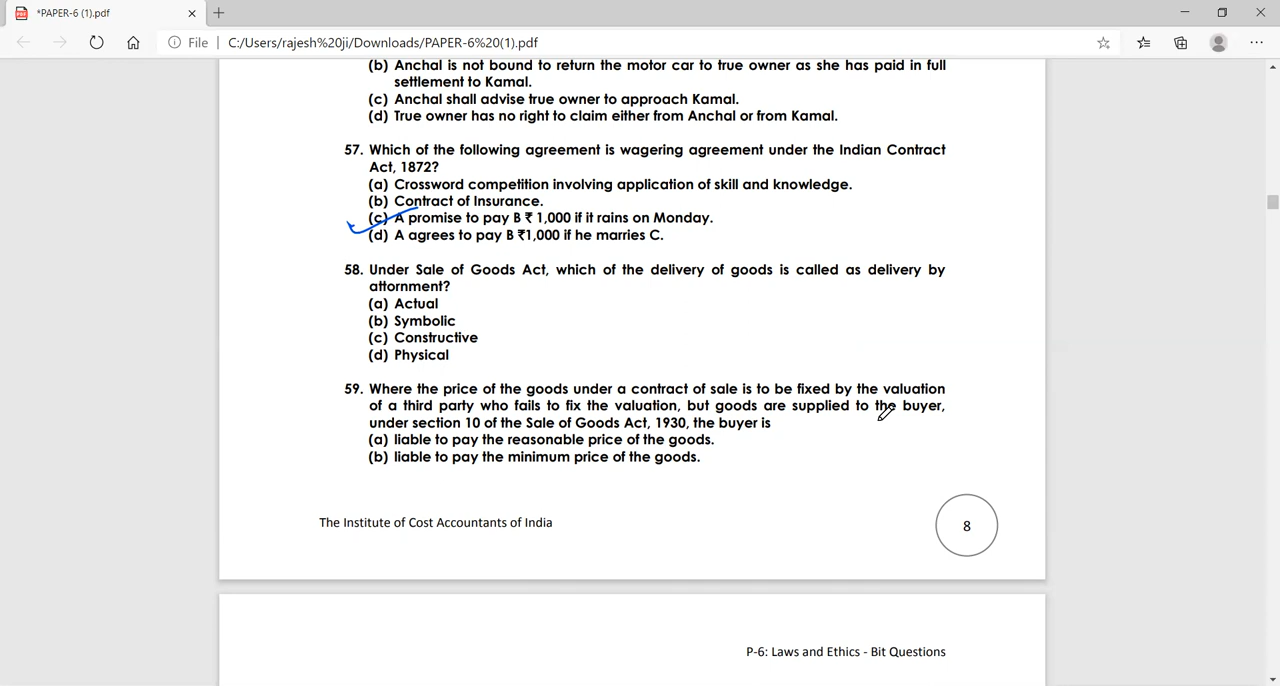 *PAPER-6 (1).pdf
File | C:/Users/rajesh%20ji/Downloads/PAPER-6%20(1).pdf
(b) Anchal is not bound to return the motor car to true owner as she has paid in full
settlement to Kamal.
(c) Anchal shall advise true owner to approach Kamal.
(d) True owner has no right to claim either from Anchal or from Kamal.
57. Which of the following agreement is wagering agreement under the Indian Contract
Act, 1872?
(a) Crossword competition involving application of skill and knowledge.
(b) Contract of Insurance.
(c) A promise to pay B ₹ 1,000 if it rains on Monday.
(d) A agrees to pay B ₹1,000 if he marries C.
58. Under Sale of Goods Act, which of the delivery of goods is called as delivery by
attornment?
(a) Actual
(b) Symbolic
(c) Constructive
(d) Physical
59. Where the price of the goods under a contract of sale is to be fixed by the valuation
of a third party who fails to fix the valuation, but goods are supplied to the buyer,
under section 10 of the Sale of Goods Act, 1930, the buyer is
(a) liable to pay the reasonable price of the goods.
(b) liable to pay the minimum price of the goods.
The Institute of Cost Accountants of India
8
P-6: Laws and Ethics - Bit Questions